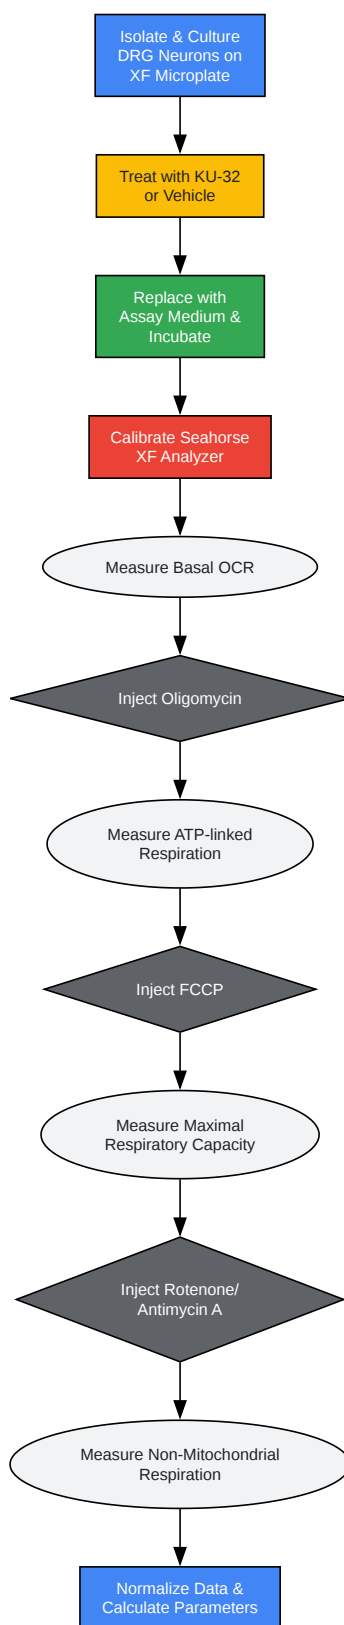 Isolate & Culture
DRG Neurons on
XF Microplate
Treat with KU-32
or Vehicle
Replace with
Assay Medium &
Incubate
Calibrate Seahorse
XF Analyzer
Measure Basal OCR
Inject Oligomycin
Measure ATP-linked
Respiration
Inject FCCP
Measure Maximal
Respiratory Capacity
Inject Rotenone/
Antimycin A
Measure Non-Mitochondrial
Respiration
Normalize Data &
Calculate Parameters